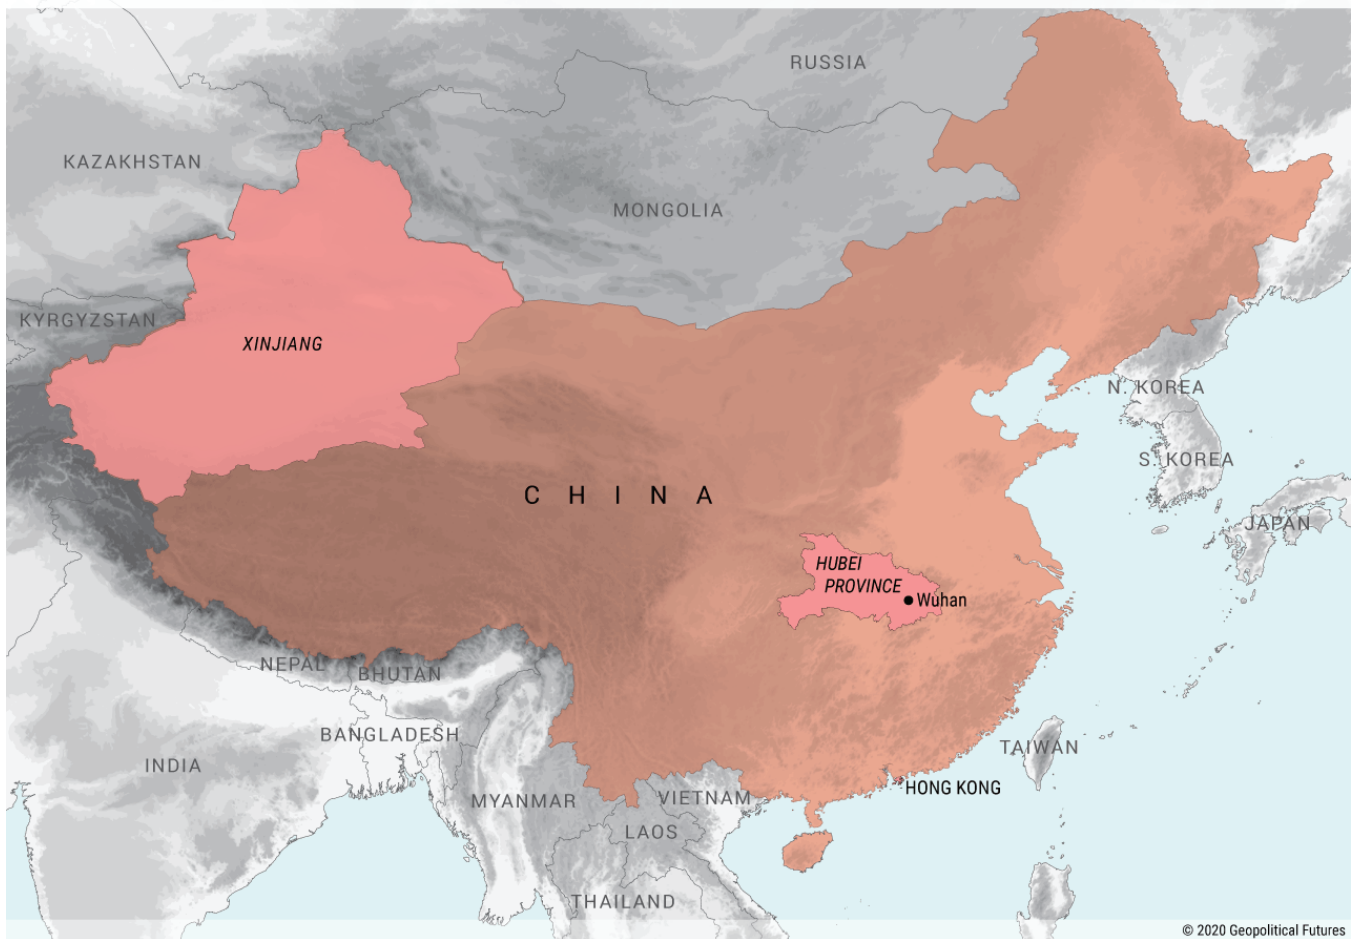 RUSSIA
KAZAKHSTAN
MONGOLIA
KYRGYZSTAN
XINJIANG
N. KOREA
S. KOREA
CHINA
JAPAN
HUBEI
PROVINCE
Wuhan
NEPAL
BHUTAN
BANGLADESH
TAIWAN
INDIA
HONG KONG
MYANMAR
VIETNAM
LAOS
THAILAND
© 2020 Geopolitical Futures